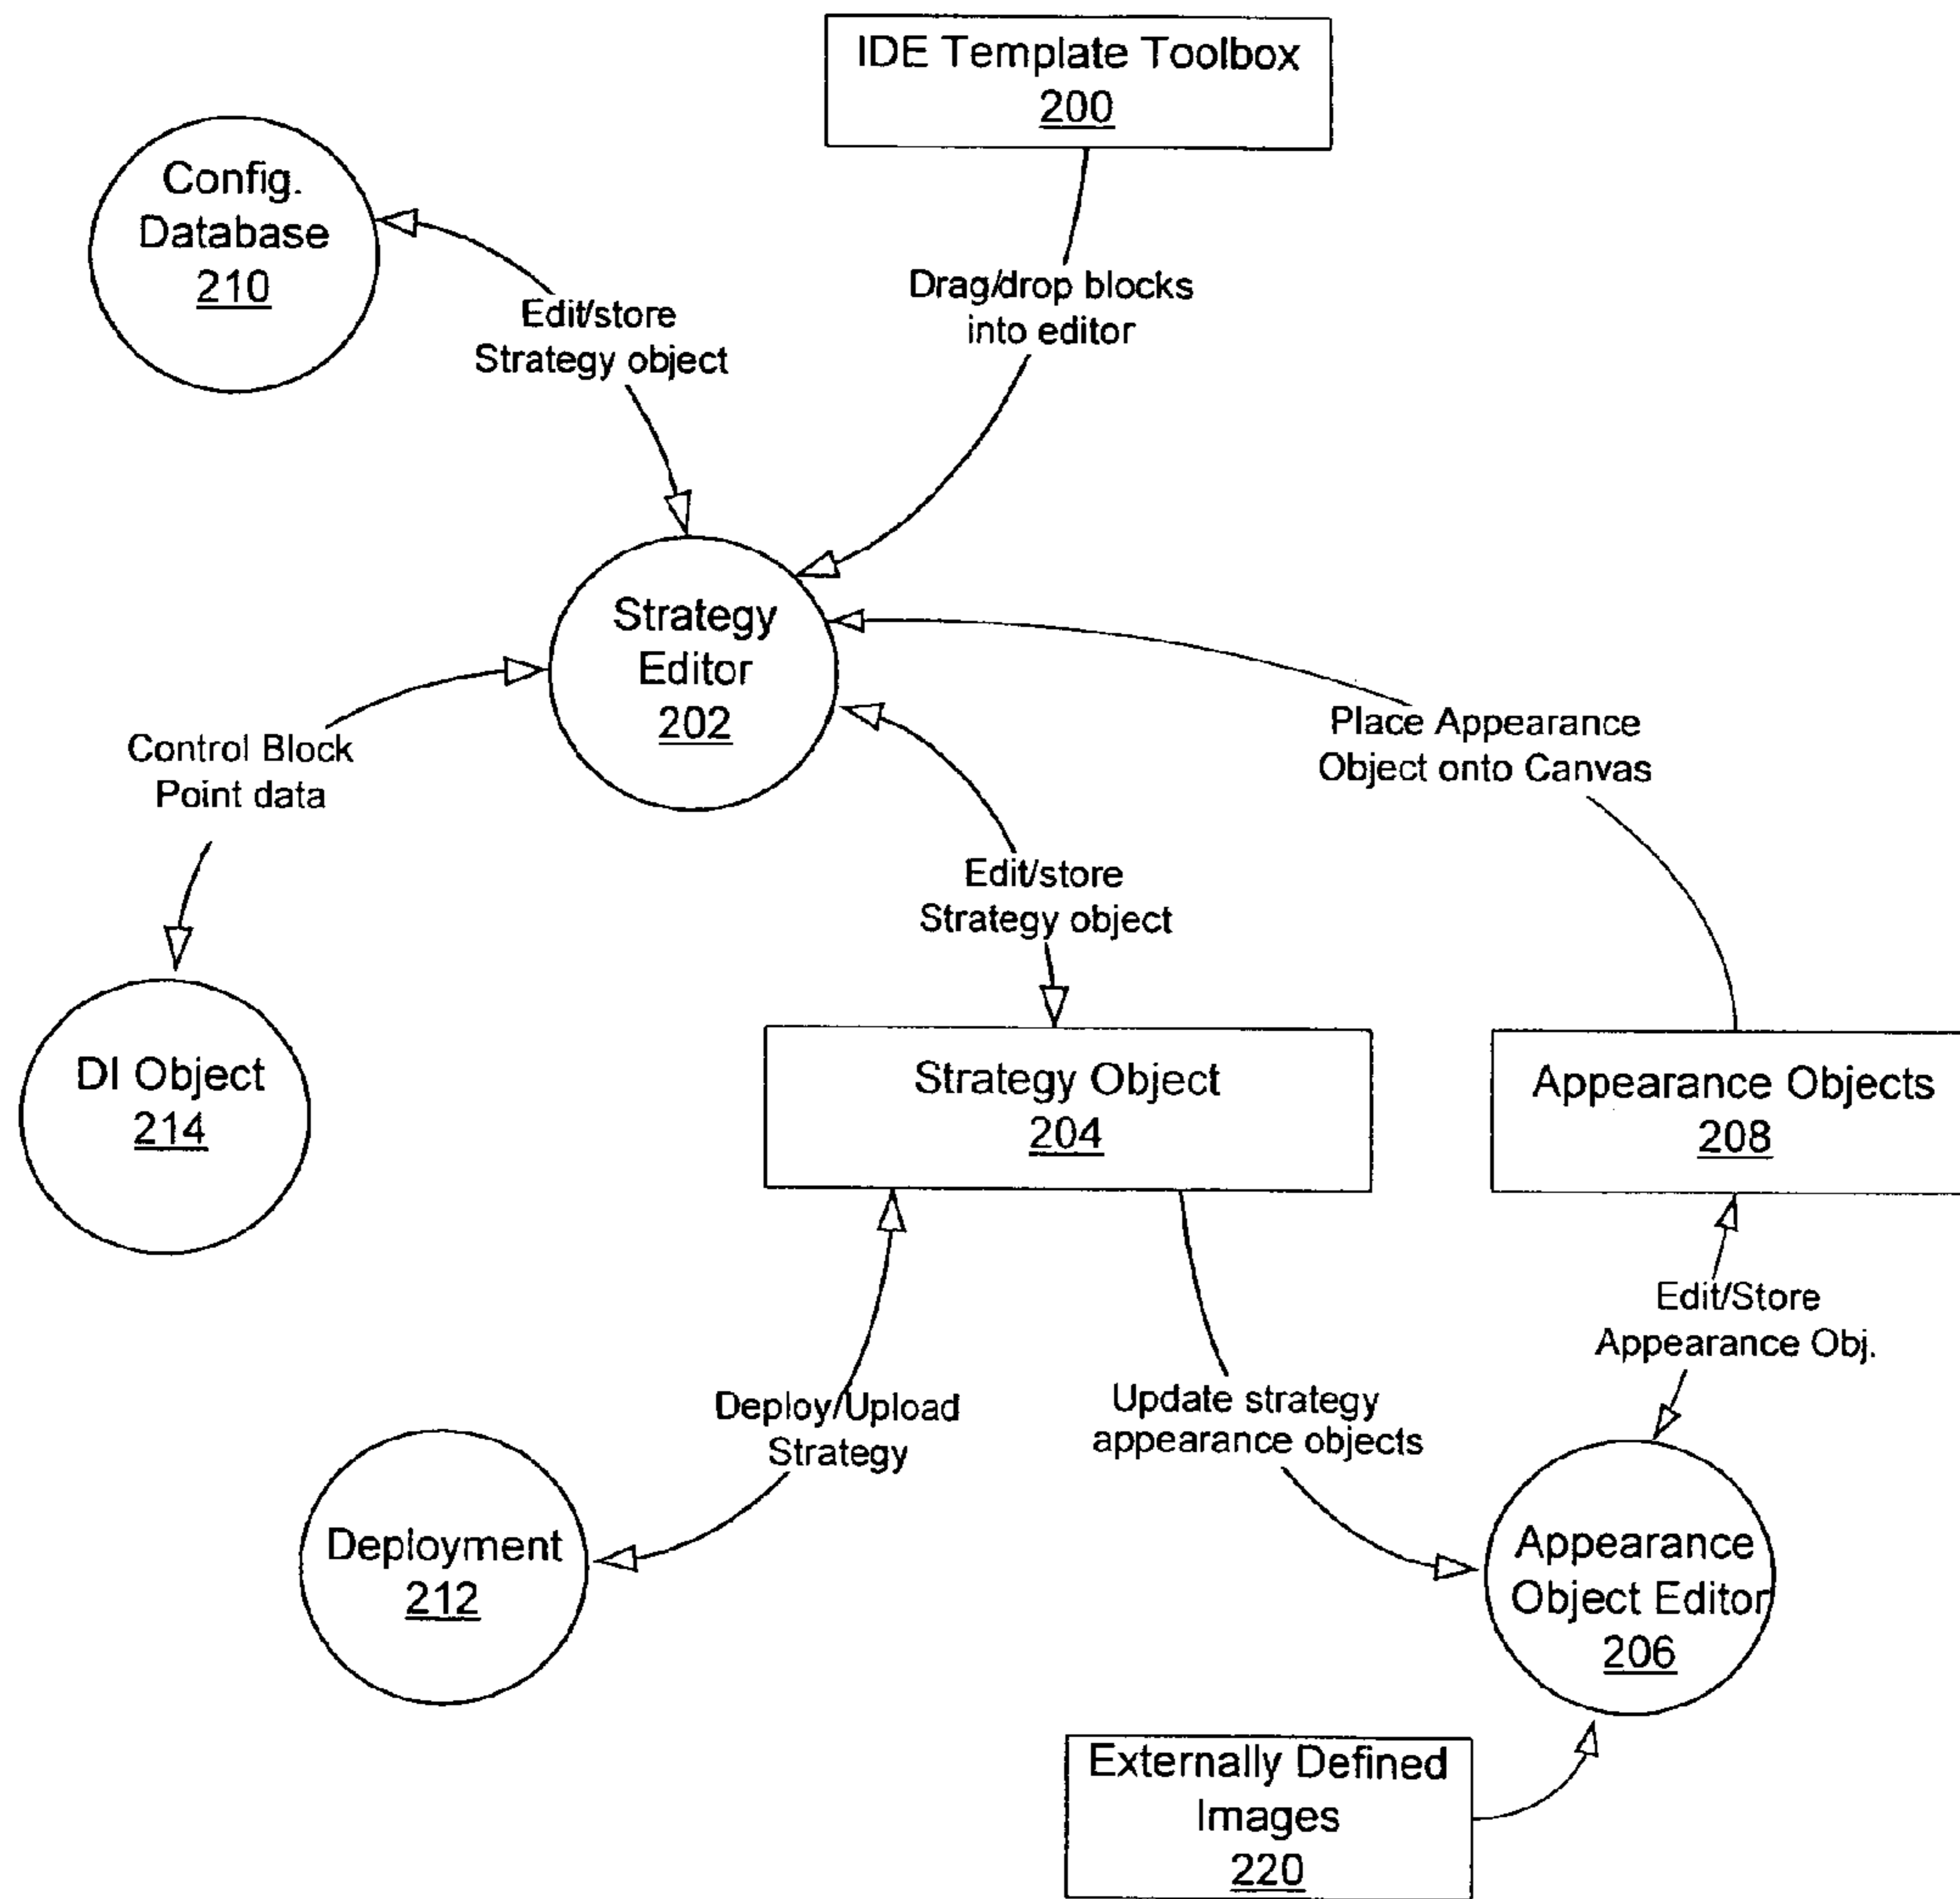 IDE Template Toolbox
200
Config.
Database
210
Drag/drop blocks
into editor
Edit/store
Strategy object
Strategy
Editor
202
Place Appearance
Object onto Canvas
Control Block
Point data
Edit/store
Strategy object
DI Object
214
Strategy Object
204
Appearance Objects
208
Edit/Store
Appearance Obj.
Deploy/Upload
Strategy
Update strategy
appearance objects
Deployment
212
Appearance
Object Editor
206
Externally Defined
Images
220